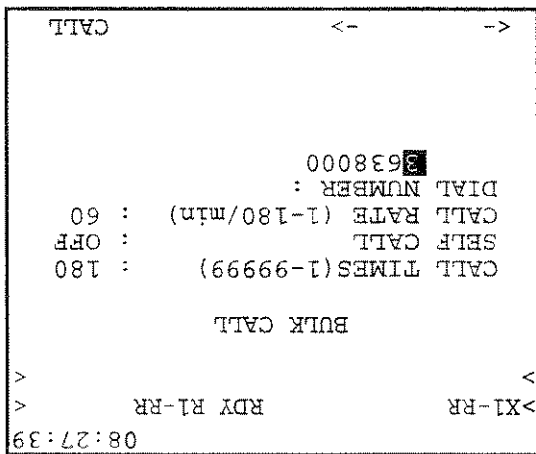 08:27:39
>X1-RR RDY R1-RR <
> <
BULK CALL
CALL TIMES(1-99999) : 180
SELF CALL : OFF
CALL RATE (1-180/min) : 60
DIAL NUMBER :
3638000
<- -> CALL